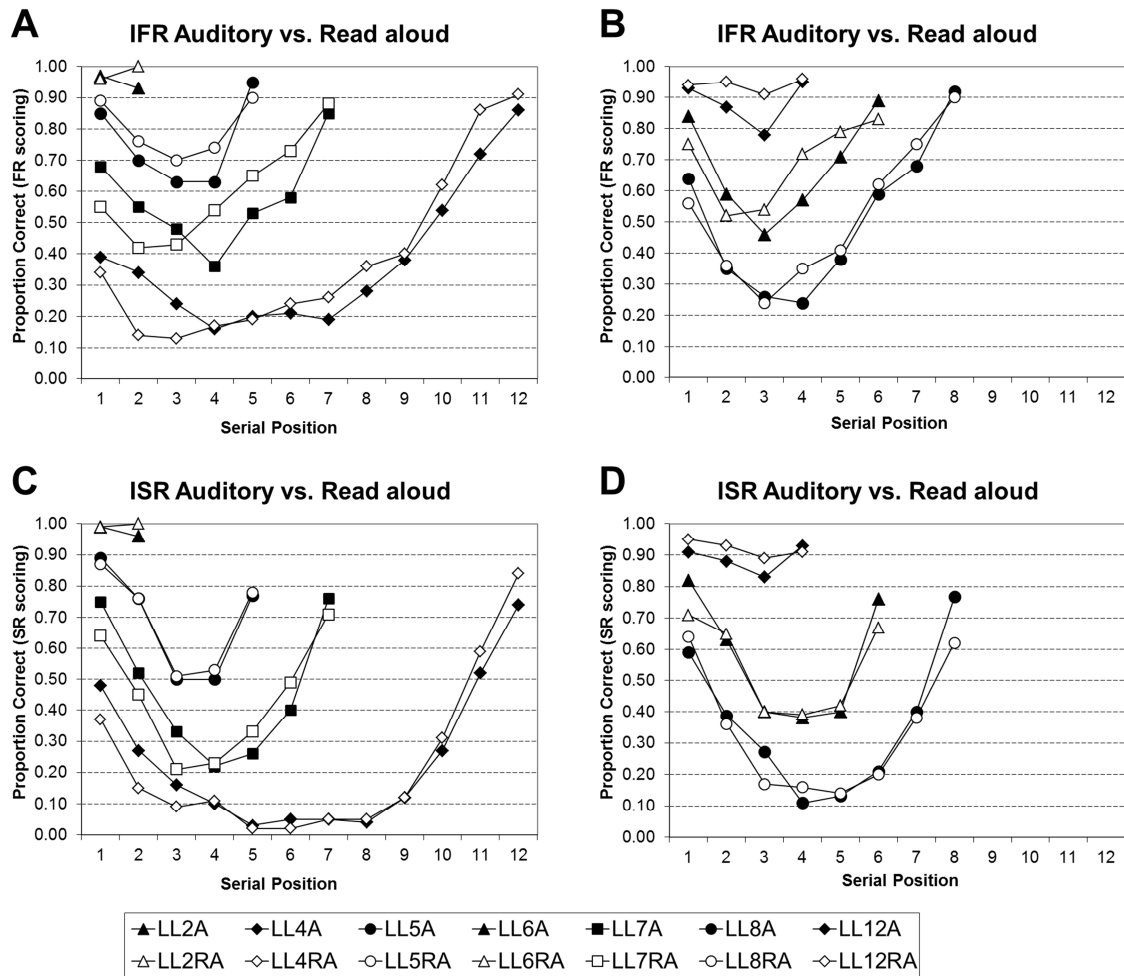 A
IFR Auditory vs. Read aloud
Proportion Correct (FR scoring)
1.00
0.90
0.80
0.70
0.60
0.50
0.40
0.30
0.20
0.10
0.00
1 2 3 4 5 6 7 8 9 10 11 12
Serial Position
B
IFR Auditory vs. Read aloud
Proportion Correct (FR scoring)
1.00
0.90
0.80
0.70
0.60
0.50
0.40
0.30
0.20
0.10
0.00
1 2 3 4 5 6 7 8 9 10 11 12
Serial Position
C
ISR Auditory vs. Read aloud
Proportion Correct (SR scoring)
1.00
0.90
0.80
0.70
0.60
0.50
0.40
0.30
0.20
0.10
0.00
1 2 3 4 5 6 7 8 9 10 11 12
Serial Position
D
ISR Auditory vs. Read aloud
Proportion Correct (SR scoring)
1.00
0.90
0.80
0.70
0.60
0.50
0.40
0.30
0.20
0.10
0.00
1 2 3 4 5 6 7 8 9 10 11 12
Serial Position
LL2A LL4A LL5A LL6A LL7A LL8A LL12A
LL2RA LL4RA LL5RA LL6RA LL7RA LL8RA LL12RA